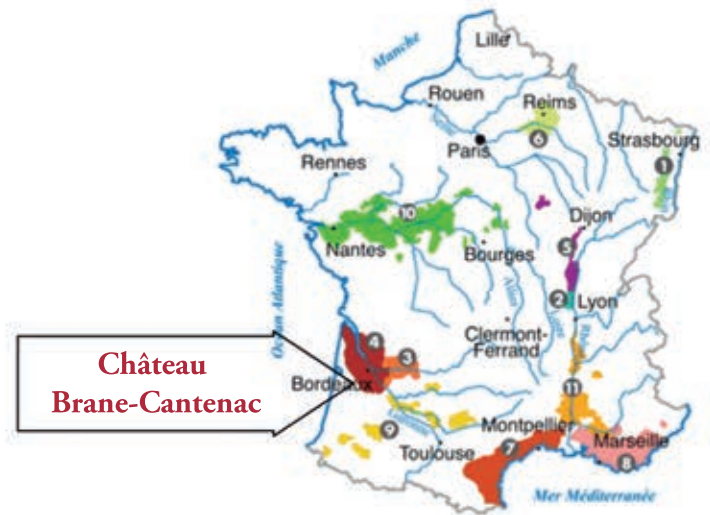 Lille
Manche
Rouen
Reims
6
Paris
Strasbourg
1
Rennes
10
Dijon
Nantes
Bourges
5
Océan Atlantique
Allier
2
Lyon
Clermont-
Ferrand
Château
Brane-Cantenac
4
3
Bordeaux
11
9
Montpellier
Toulouse
7
Marseille
8
Mer Méditerranée